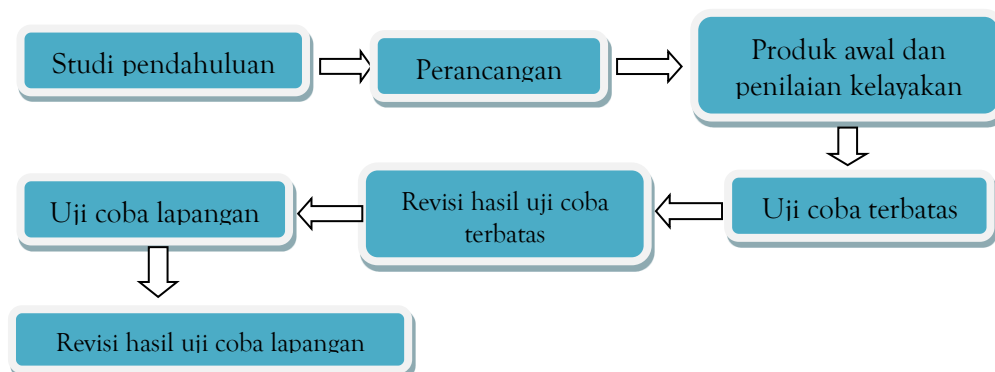 Studi pendahuluan
Perancangan
Produk awal dan
penilaian kelayakan
Uji coba terbatas
Revisi hasil uji coba
terbatas
Uji coba lapangan
Revisi hasil uji coba lapangan